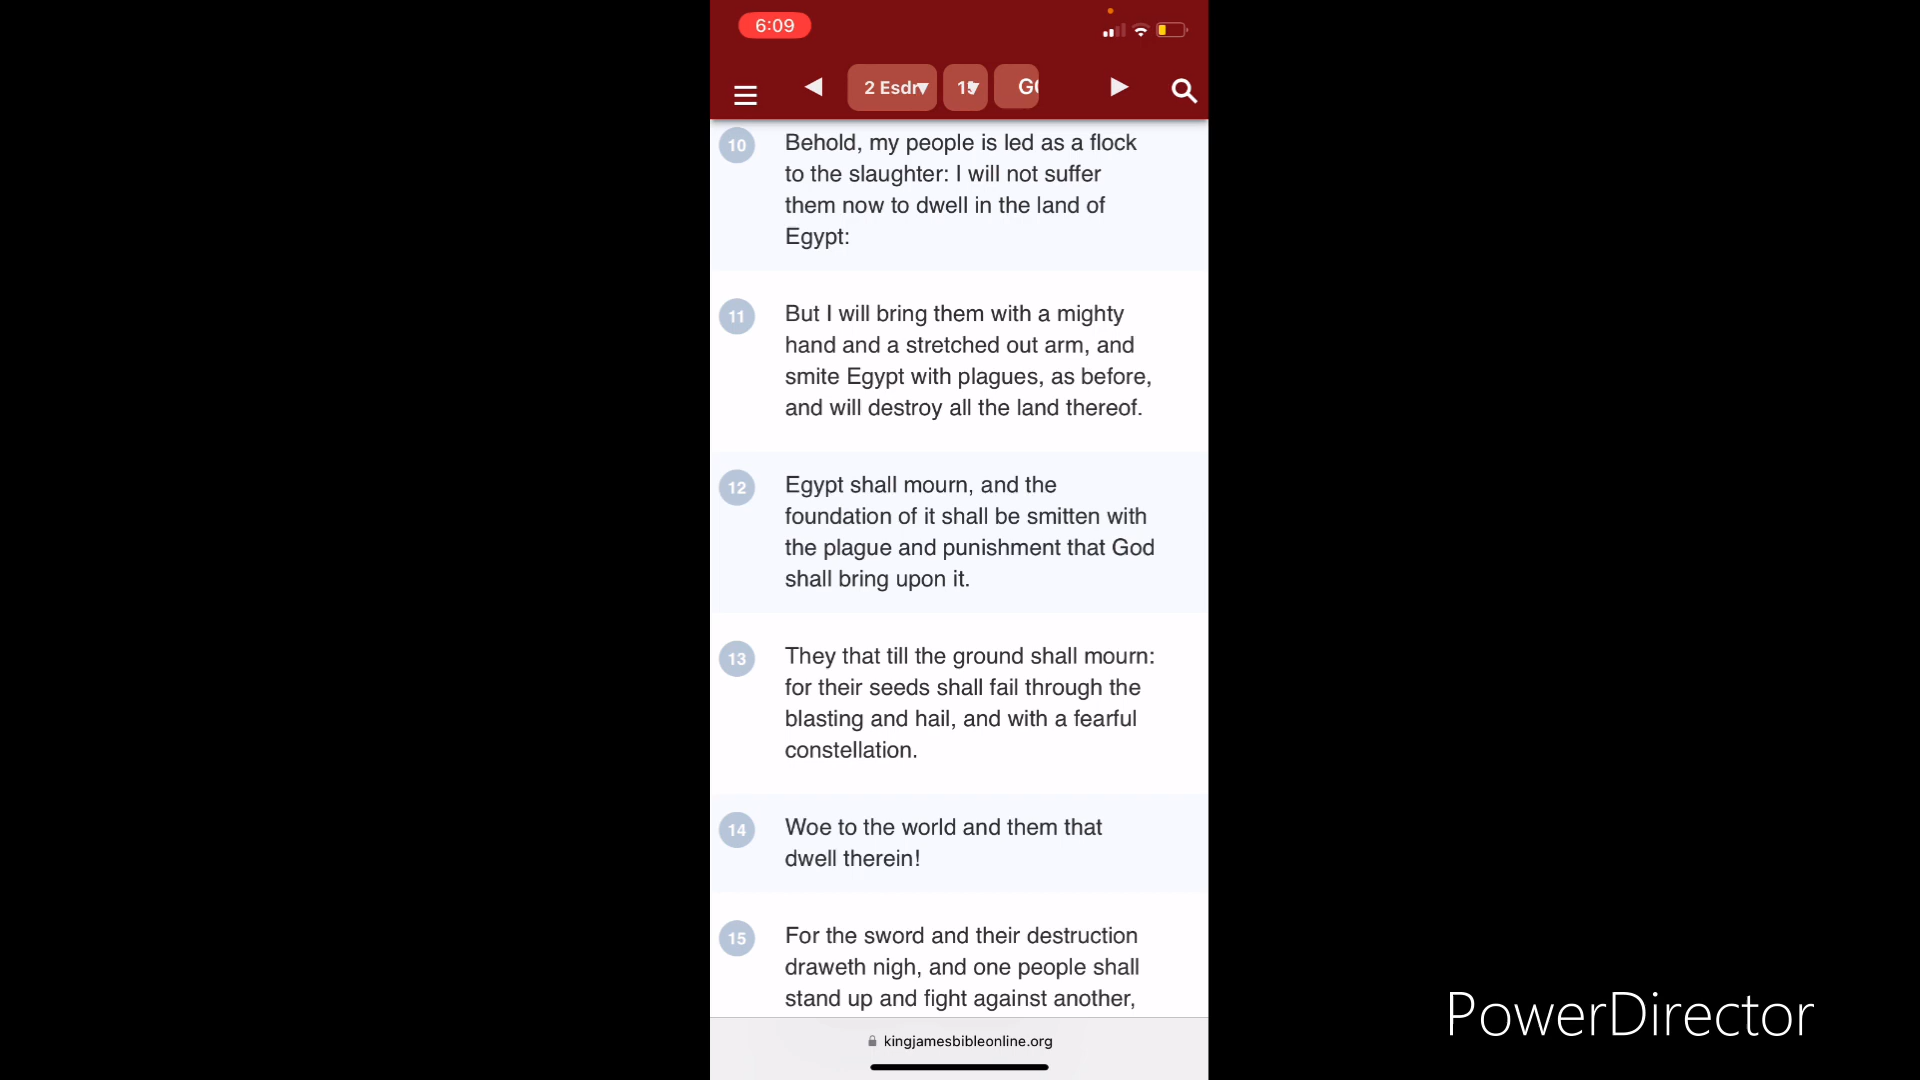 6:09
2 Esdr
10 Behold, my people is led as a flock
to the slaughter: I will not suffer
them now to dwell in the land of
Egypt:
11 But I will bring them with a mighty
hand and a stretched out arm, and
smite Egypt with plagues, as before,
and will destroy all the land thereof.
12 Egypt shall mourn, and the
foundation of it shall be smitten with
the plague and punishment that God
shall bring upon it.
13 They that till the ground shall mourn:
for their seeds shall fail through the
blasting and hail, and with a fearful
constellation.
14 Woe to the world and them that
dwell therein!
15 For the sword and their destruction
draweth nigh, and one people shall
stand up and fight against another,
kingjamesbibleonline.org
PowerDirector